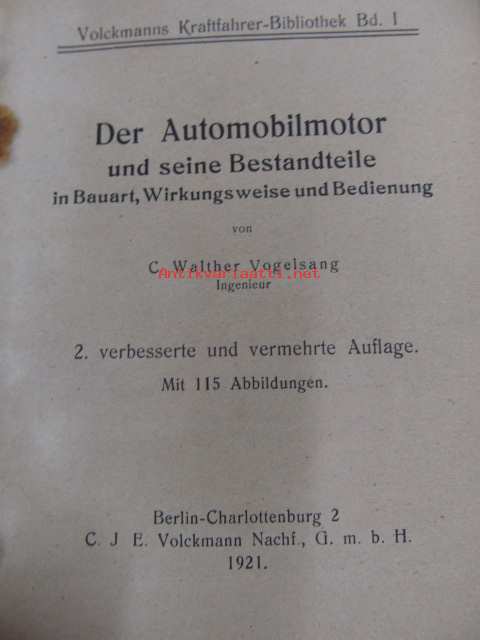 Volckmanns Kraftfahrer-Bibliothek Bd. I
Der Automobilmotor
und seine Bestandteile
in Bauart, Wirkungsweise und Bedienung
von
C. Walther Vogelsang
Antikvariaatti.net
Ingenieur
2. verbesserte und vermehrte Auflage.
Mit 115 Abbildungen.
Berlin-Charlottenburg 2
C. J E. Volckmann Nachf., G. m. b. H.
1921.